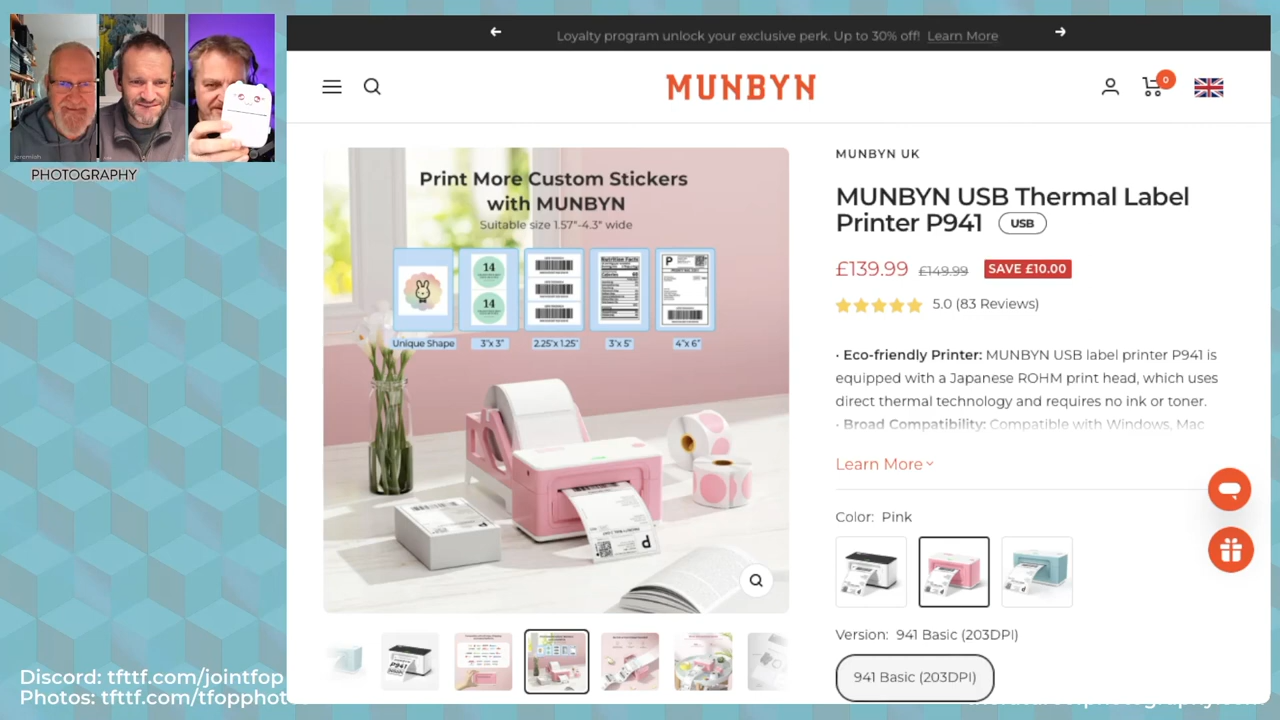 Loyalty program unlock your exclusive perk. Up to 30% off! Learn More
MUNBYN
0
PHOTOGRAPHY
Print More Custom Stickers
with MUNBYN
Suitable size 1.57"-4.3" wide
14
14
Nutrition Facts
P
Unique Shape
3"x 3"
2.25"x 1.25"
3"x 5"
4"x 6"
MUNBYN UK
MUNBYN USB Thermal Label
Printer P941 USB
£139.99 £149.99 SAVE £10.00
5.0 (83 Reviews)
· Eco-friendly Printer: MUNBYN USB label printer P941 is
equipped with a Japanese ROHM print head, which uses
direct thermal technology and requires no ink or toner.
· Broad Compatibility: Compatible with Windows, Mac
Learn More
Color: Pink
Version: 941 Basic (203DPI)
941 Basic (203DPI)
P941
Discord: tfttf.com/jointfop
Photos: tfttf.com/tfopphot